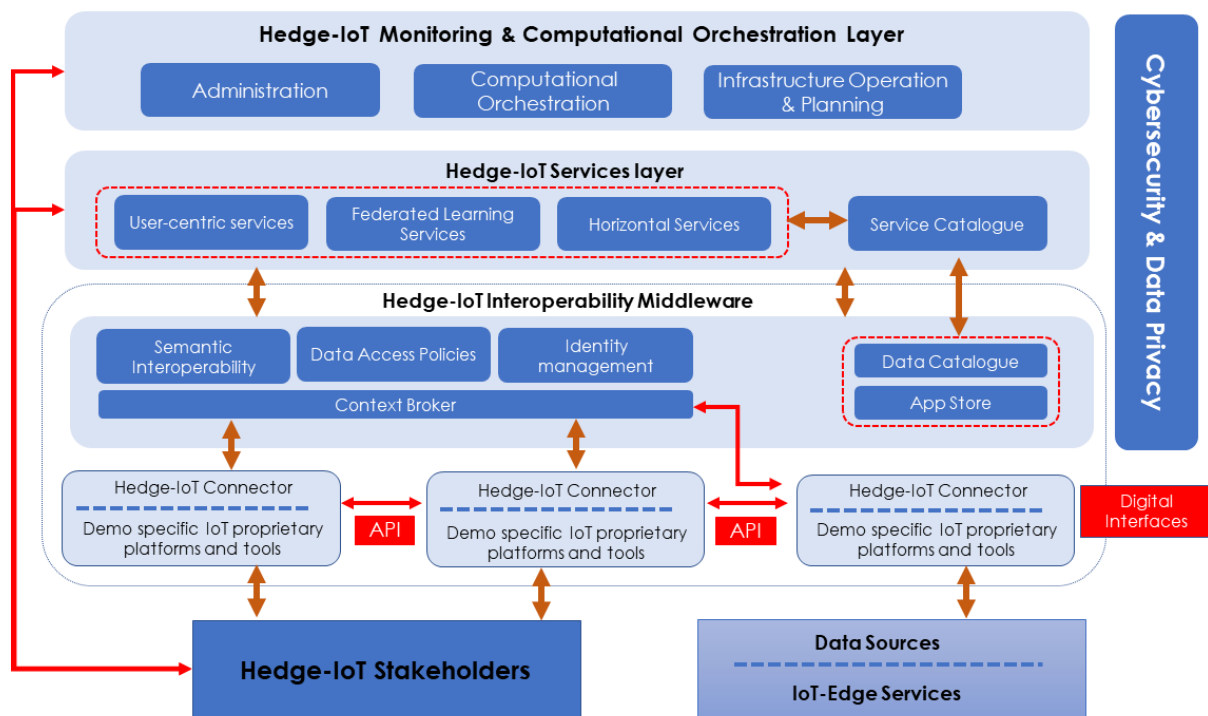 Hedge-IoT Monitoring & Computational Orchestration Layer
Administration
Computational
Orchestration
Infrastructure Operation
& Planning
Cybersecurity & Data Privacy
Hedge-IoT Services layer
User-centric services
Federated Learning
Services
Horizontal Services
Service Catalogue
Hedge-IoT Interoperability Middleware
Semantic
Interoperability
Data Access Policies
Identity
management
Data Catalogue
Context Broker
App Store
Hedge-IoT Connector
Demo specific IoT proprietary
platforms and tools
API
Hedge-IoT Connector
Demo specific IoT proprietary
platforms and tools
API
Hedge-IoT Connector
Demo specific IoT proprietary
platforms and tools
Digital
Interfaces
Hedge-IoT Stakeholders
Data Sources
IoT-Edge Services